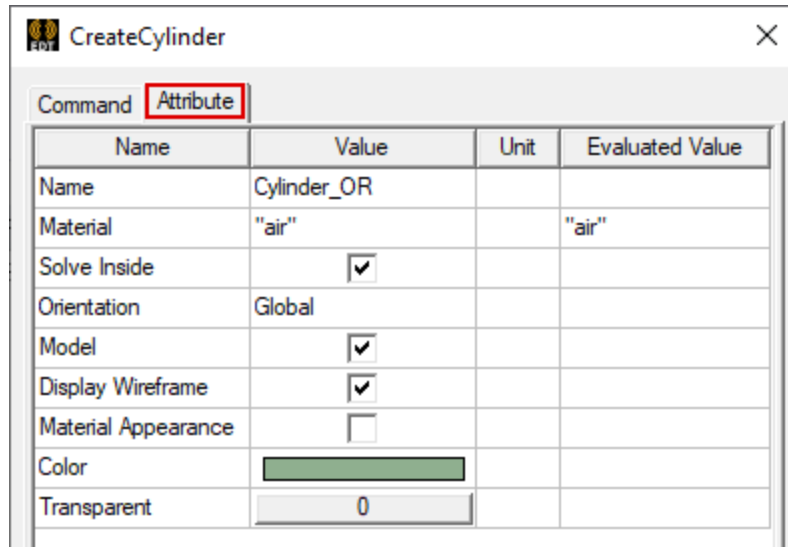 EDT CreateCylinder
Command Attribute
Name Value Unit Evaluated Value
Name Cylinder_OR
Material "air" "air"
Solve Inside
Orientation Global
Model
Display Wireframe
Material Appearance
Color
Transparent 0